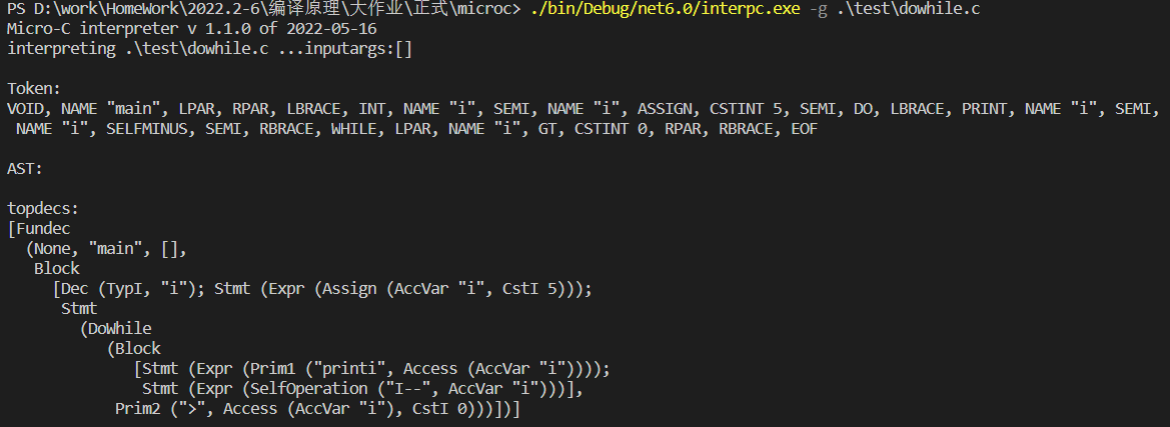 PS D:\work\HomeWork\2022.2-6\编译原理\大作业\正式\microc> ./bin/Debug/net6.0/interpc.exe -g .\test\dowhile.c
Micro-C interpreter v 1.1.0 of 2022-05-16
interpreting .\test\dowhile.c ...inputargs:[]

Token:
VOID, NAME "main", LPAR, RPAR, LBRACE, INT, NAME "i", SEMI, NAME "i", ASSIGN, CSTINT 5, SEMI, DO, LBRACE, PRINT, NAME "i", SEMI,
 NAME "i", SELFMINUS, SEMI, RBRACE, WHILE, LPAR, NAME "i", GT, CSTINT 0, RPAR, RBRACE, EOF

AST:

topdecs:
[Fundec
  (None, "main", [],
   Block
     [Dec (TypI, "i"); Stmt (Expr (Assign (AccVar "i", CstI 5)));
      Stmt
        (DoWhile
           (Block
              [Stmt (Expr (Prim1 ("printi", Access (AccVar "i"))));
               Stmt (Expr (SelfOperation ("I--", AccVar "i")))],
            Prim2 (">", Access (AccVar "i"), CstI 0)))])]